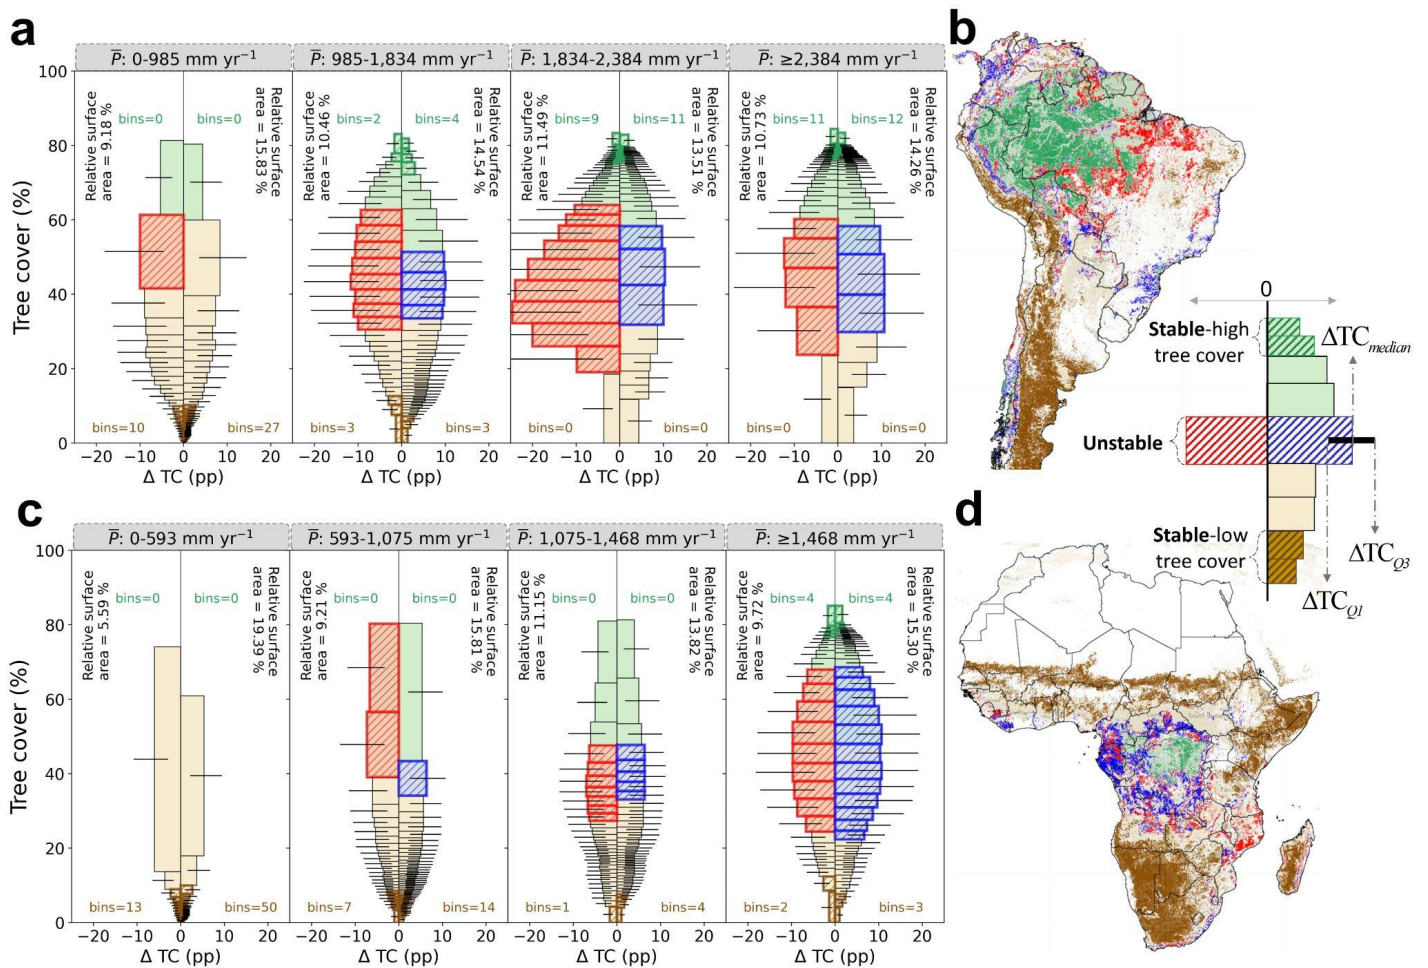 a
P̅: 0-985 mm yr⁻¹
P̅: 985-1,834 mm yr⁻¹
P̅: 1,834-2,384 mm yr⁻¹
P̅: ≥2,384 mm yr⁻¹
Tree cover (%)
100
80
60
40
20
0
Relative surface
area = 9.18 %
bins=0
bins=0
Relative surface
area = 15.83 %
bins=10
bins=27
Relative surface
area = 10.46 %
bins=2
bins=4
Relative surface
area = 14.54 %
bins=3
bins=3
Relative surface
area = 11.49 %
bins=9
bins=11
Relative surface
area = 13.51 %
bins=0
bins=0
Relative surface
area = 10.73 %
bins=11
bins=12
Relative surface
area = 14.26 %
bins=0
bins=0
−20 −10 0 10 20
−20 −10 0 10 20
−20 −10 0 10 20
−20 −10 0 10 20
Δ TC (pp)
Δ TC (pp)
Δ TC (pp)
Δ TC (pp)
b
0
Stable-high
tree cover
ΔTCmedian
Unstable
Stable-low
tree cover
ΔTCQ3
ΔTCQ1
c
P̅: 0-593 mm yr⁻¹
P̅: 593-1,075 mm yr⁻¹
P̅: 1,075-1,468 mm yr⁻¹
P̅: ≥1,468 mm yr⁻¹
Tree cover (%)
100
80
60
40
20
0
Relative surface
area = 5.59 %
bins=0
bins=0
Relative surface
area = 19.39 %
bins=13
bins=50
Relative surface
area = 9.21 %
bins=0
bins=0
Relative surface
area = 15.81 %
bins=7
bins=14
Relative surface
area = 11.15 %
bins=0
bins=0
Relative surface
area = 13.82 %
bins=1
bins=4
Relative surface
area = 9.72 %
bins=4
bins=4
Relative surface
area = 15.30 %
bins=2
bins=3
−20 −10 0 10 20
−20 −10 0 10 20
−20 −10 0 10 20
−20 −10 0 10 20
Δ TC (pp)
Δ TC (pp)
Δ TC (pp)
Δ TC (pp)
d